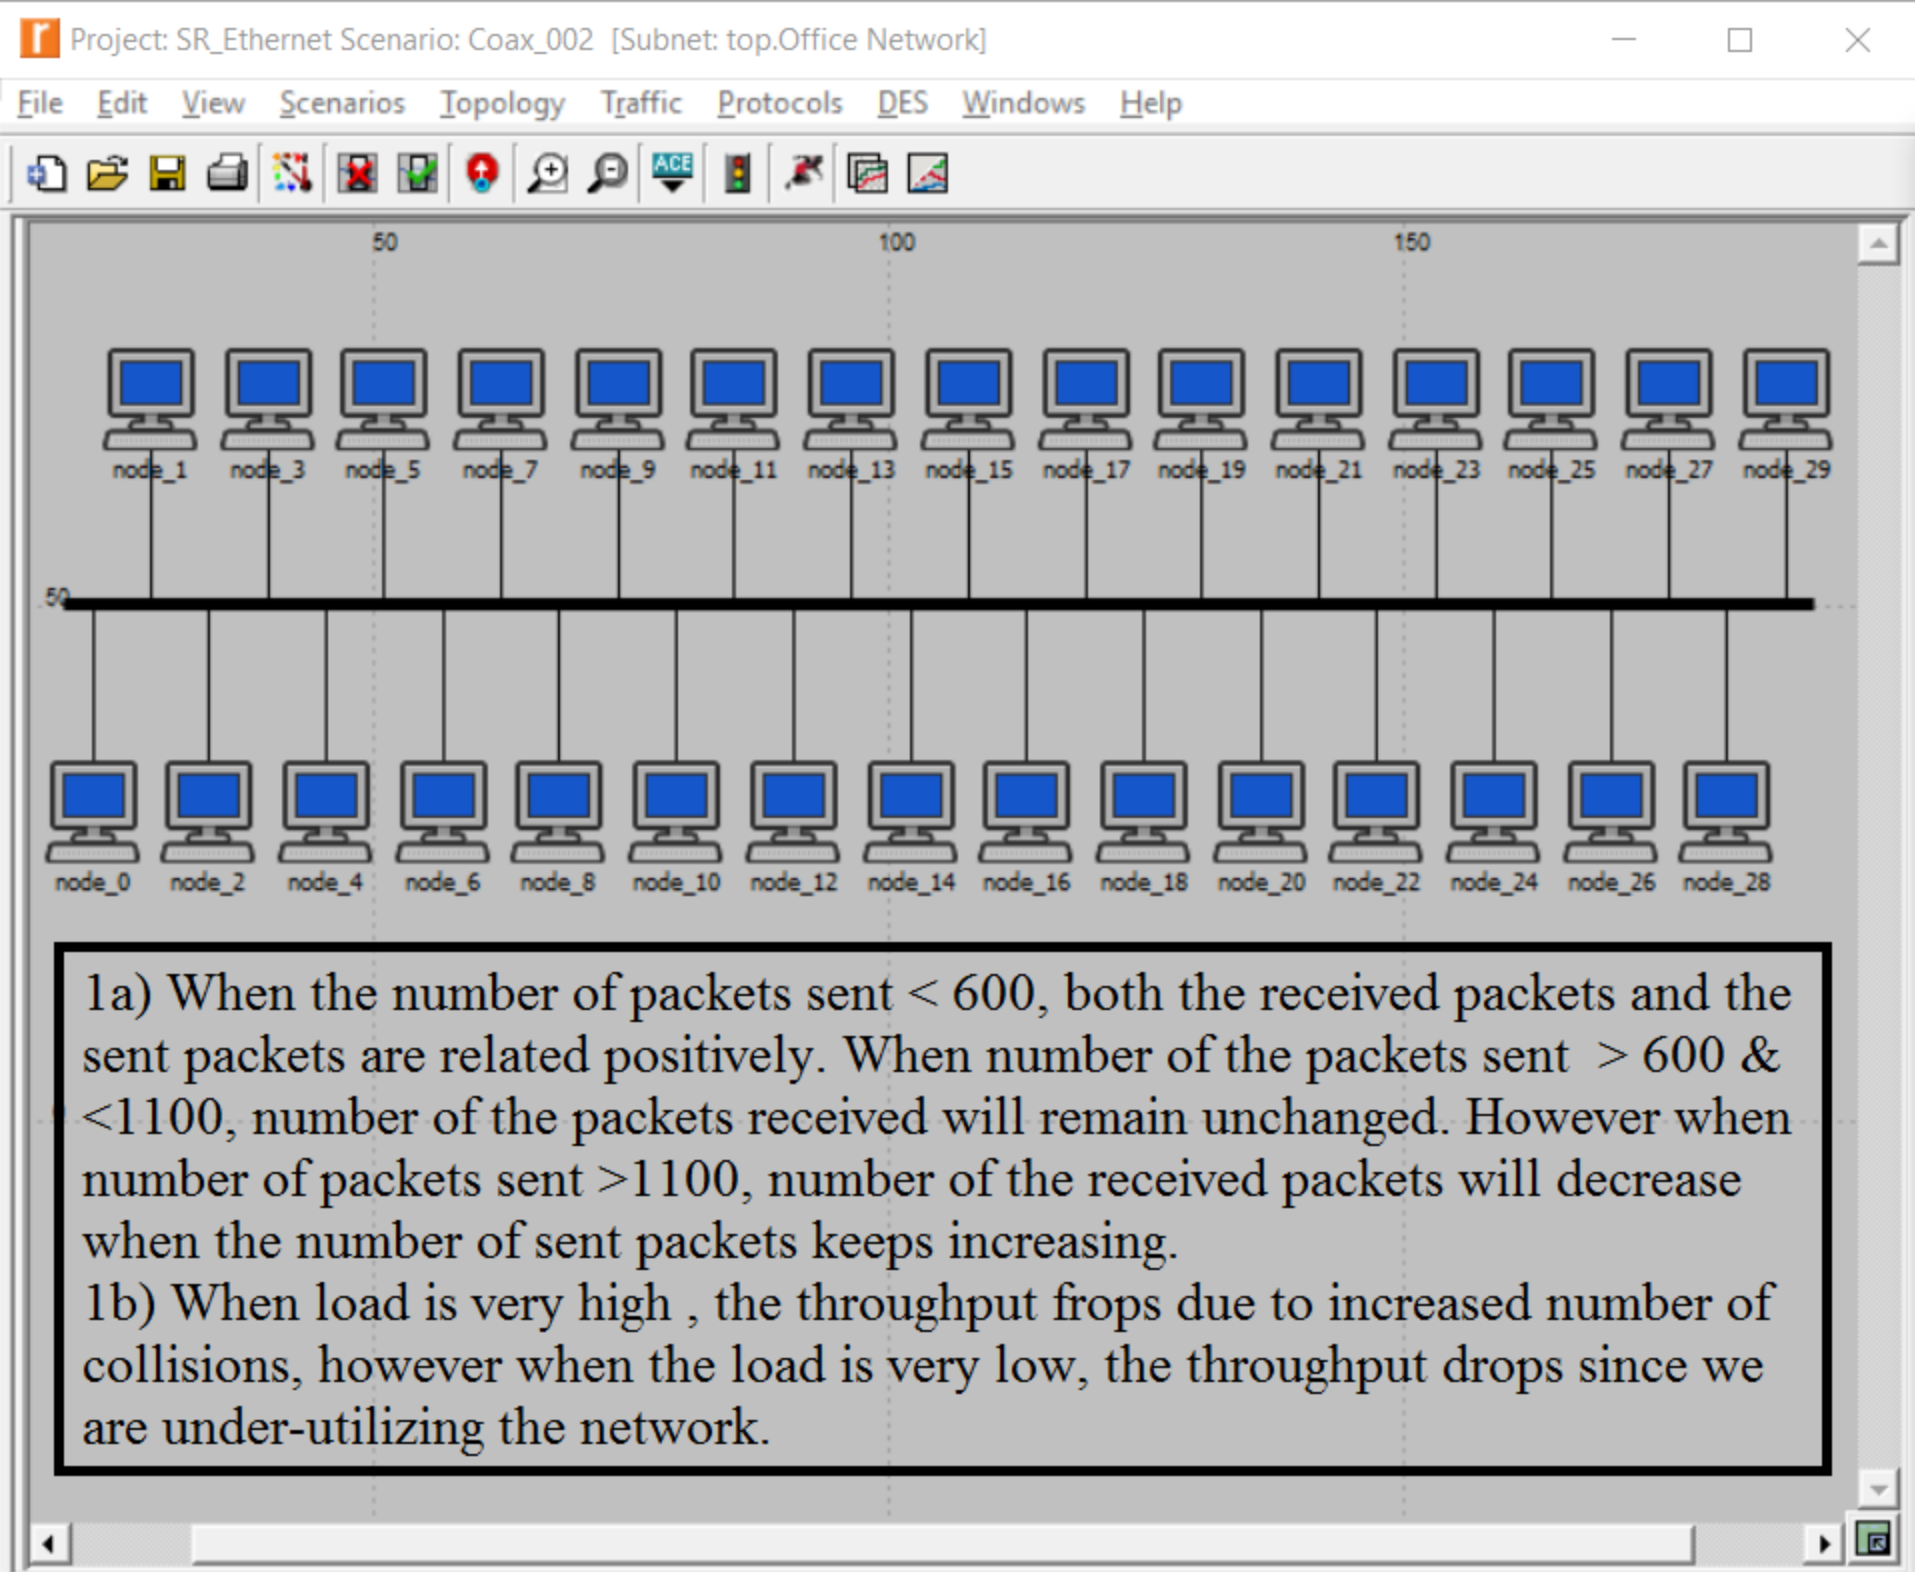 Project: SR_Ethernet Scenario: Coax_002 [Subnet: top.Office Network]
File Edit View Scenarios Topology Traffic Protocols DES Windows Help
ACE
50 100 150
node_1 node_3 node_5 node_7 node_9 node_11 node_13 node_15 node_17 node_19 node_21 node_23 node_25 node_27 node_29
50
node_0 node_2 node_4 node_6 node_8 node_10 node_12 node_14 node_16 node_18 node_20 node_22 node_24 node_26 node_28
1a) When the number of packets sent < 600, both the received packets and the
sent packets are related positively. When number of the packets sent > 600 &
<1100, number of the packets received will remain unchanged. However when
number of packets sent >1100, number of the received packets will decrease
when the number of sent packets keeps increasing.
1b) When load is very high , the throughput frops due to increased number of
collisions, however when the load is very low, the throughput drops since we
are under-utilizing the network.